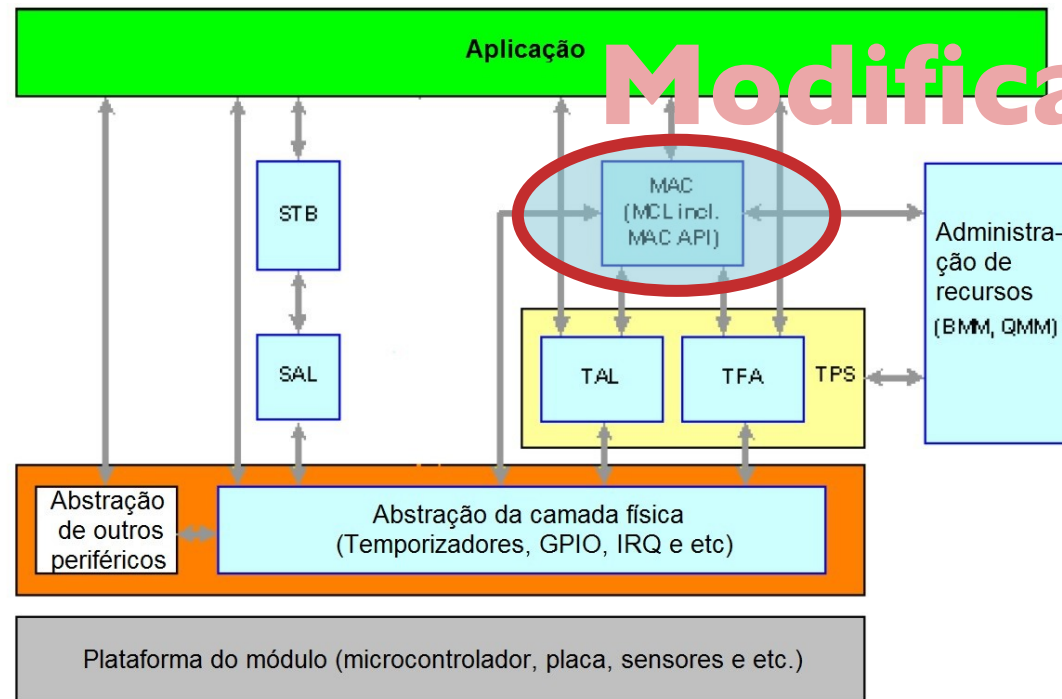 Aplicação
Modifica
MAC
(MCL incl.
MAC API)
STB
Administra-
ção de
recursos
(BMM, QMM)
SAL
TAL
TFA
TPS
Abstração
de outros
periféricos
Abstração da camada física
(Temporizadores, GPIO, IRQ e etc)
Plataforma do módulo (microcontrolador, placa, sensores e etc.)